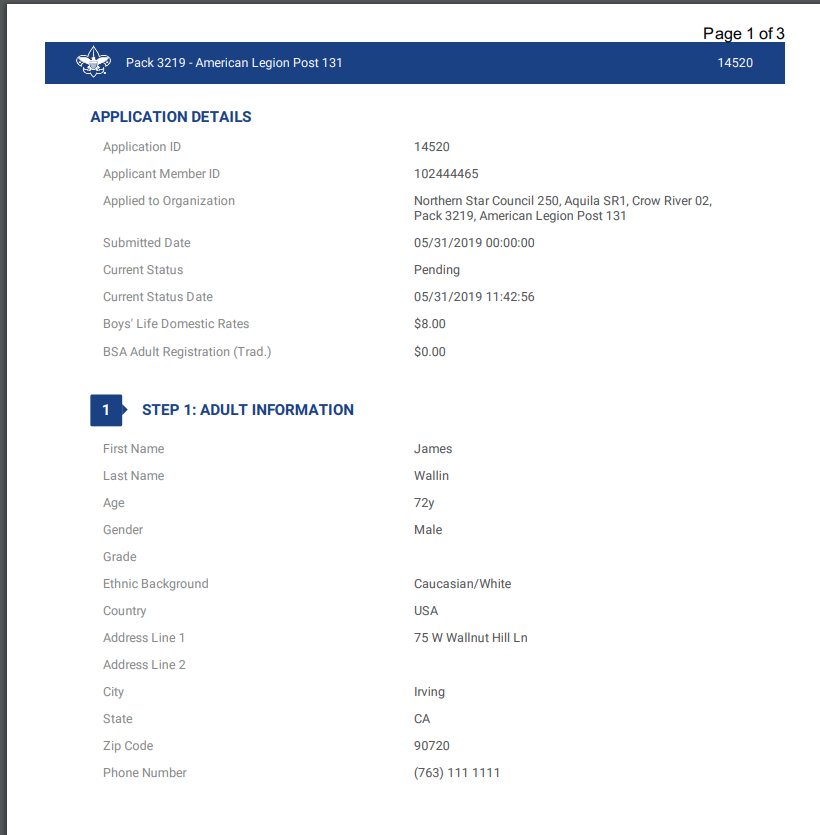 Page 1 of 3
Pack 3219 - American Legion Post 131 14520
APPLICATION DETAILS
Application ID 14520
Applicant Member ID 102444465
Applied to Organization Northern Star Council 250, Aquila SR1, Crow River 02,
Pack 3219, American Legion Post 131
Submitted Date 05/31/2019 00:00:00
Current Status Pending
Current Status Date 05/31/2019 11:42:56
Boys' Life Domestic Rates $8.00
BSA Adult Registration (Trad.) $0.00
1 STEP 1: ADULT INFORMATION
First Name James
Last Name Wallin
Age 72y
Gender Male
Grade
Ethnic Background Caucasian/White
Country USA
Address Line 1 75 W Wallnut Hill Ln
Address Line 2
City Irving
State CA
Zip Code 90720
Phone Number (763) 111 1111